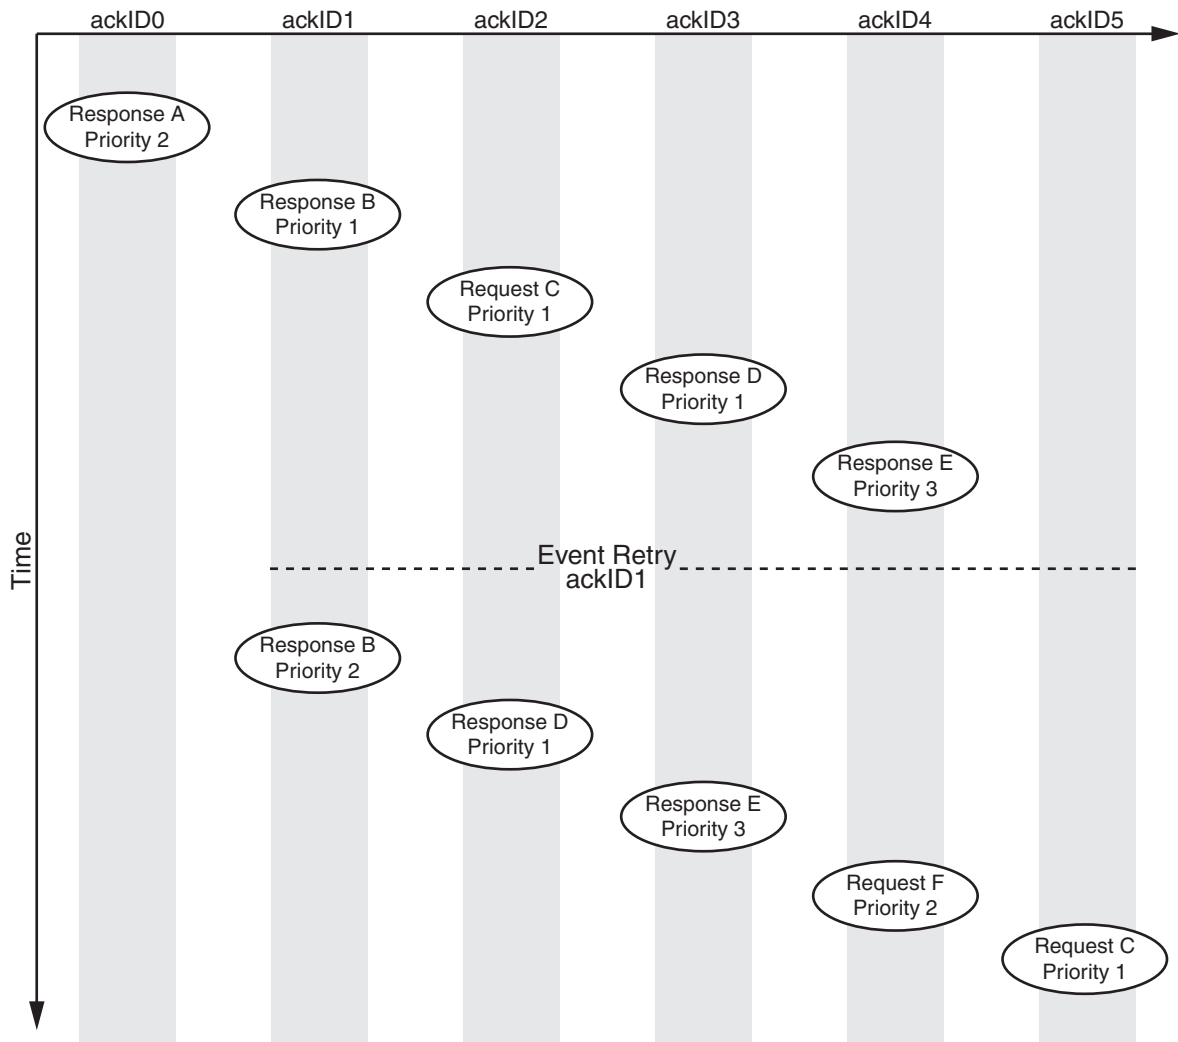 ackID0
ackID1
ackID2
ackID3
ackID4
ackID5
Response A
Priority 2
Response B
Priority 1
Request C
Priority 1
Response D
Priority 1
Response E
Priority 3
Time
Event Retry
ackID1
Response B
Priority 2
Response D
Priority 1
Response E
Priority 3
Request F
Priority 2
Request C
Priority 1